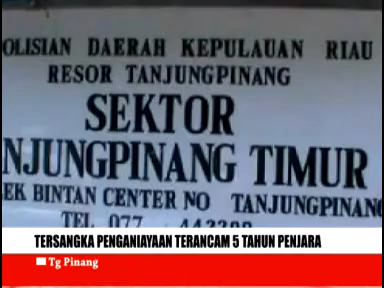 OLISIAN DAERAH KEPULAUAN RIAU
RESOR TANJUNGPINANG
SEKTOR
NJUNGPINANG TIMUR
EK BINTAN CENTER NO TANJUNGPINANG
TEL 077
TERSANGKA PENGANIAYAAN TERANCAM 5 TAHUN PENJARA
Tg Pinang